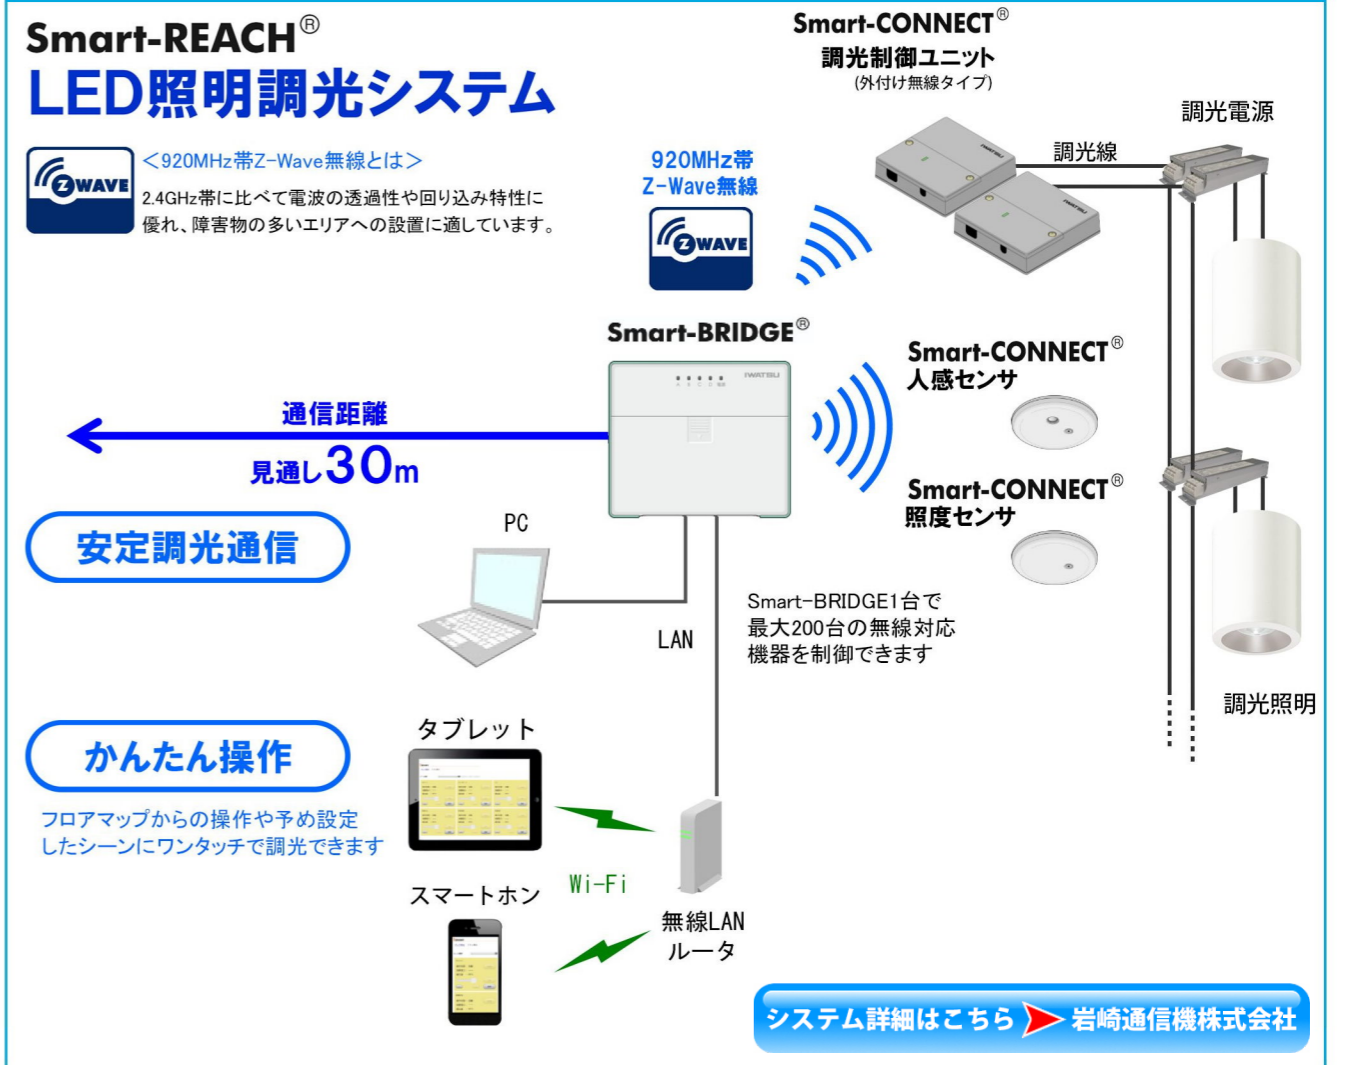 Smart-REACH®
LED照明調光システム
Z WAVE
＜920MHz帯Z-Wave無線とは＞
2.4GHz帯に比べて電波の透過性や回り込み特性に
優れ、障害物の多いエリアへの設置に適しています。
Smart-CONNECT®
調光制御ユニット
(外付け無線タイプ)
調光電源
調光線
IWATSU
920MHz帯
Z-Wave無線
Z WAVE
Smart-BRIDGE®
IWATSU
Smart-CONNECT®
人感センサ
通信距離
見通し30m
Smart-CONNECT®
照度センサ
安定調光通信
PC
LAN
Smart-BRIDGE1台で
最大200台の無線対応
機器を制御できます
調光照明
かんたん操作
フロアマップからの操作や予め設定
したシーンにワンタッチで調光できます
タブレット
Wi-Fi
スマートホン
無線LAN
ルータ
システム詳細はこちら 岩崎通信機株式会社